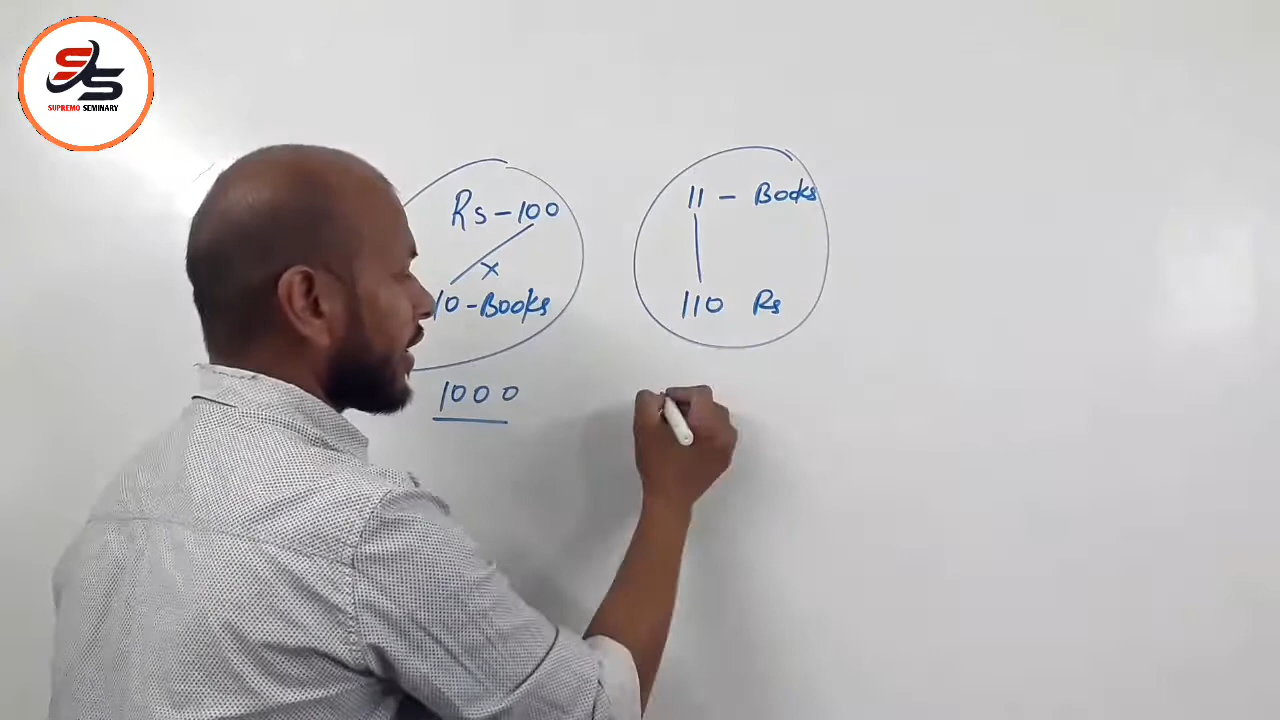 SUPREMO SEMINARY
Rs - 100
×
10 - Books
1000
11 - Books
110 Rs